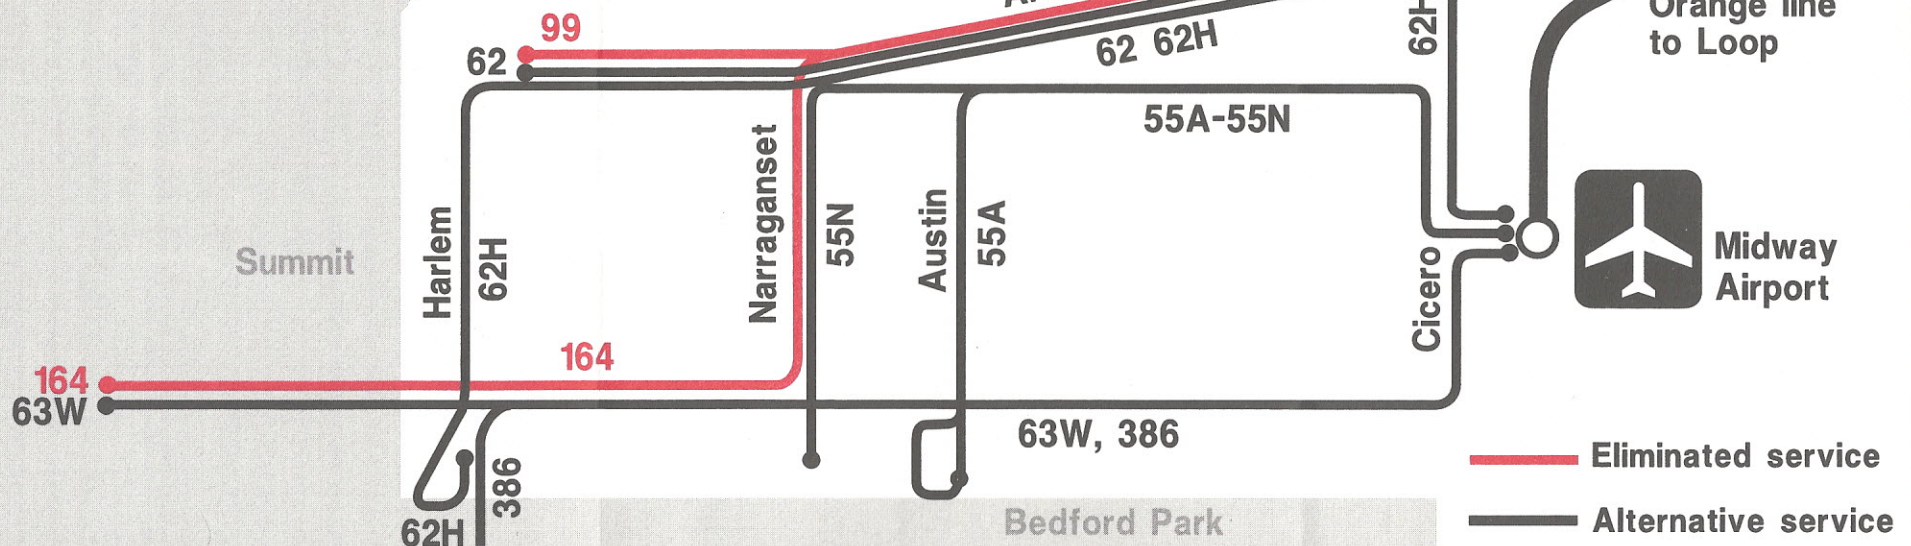 99
62
62 62H
62H
Orange line
to Loop
55A-55N
Narraganset
55N
Austin
55A
Harlem
62H
Summit
Cicero
Midway
Airport
164
164
63W
63W, 386
386
62H
Bedford Park
Eliminated service
Alternative service